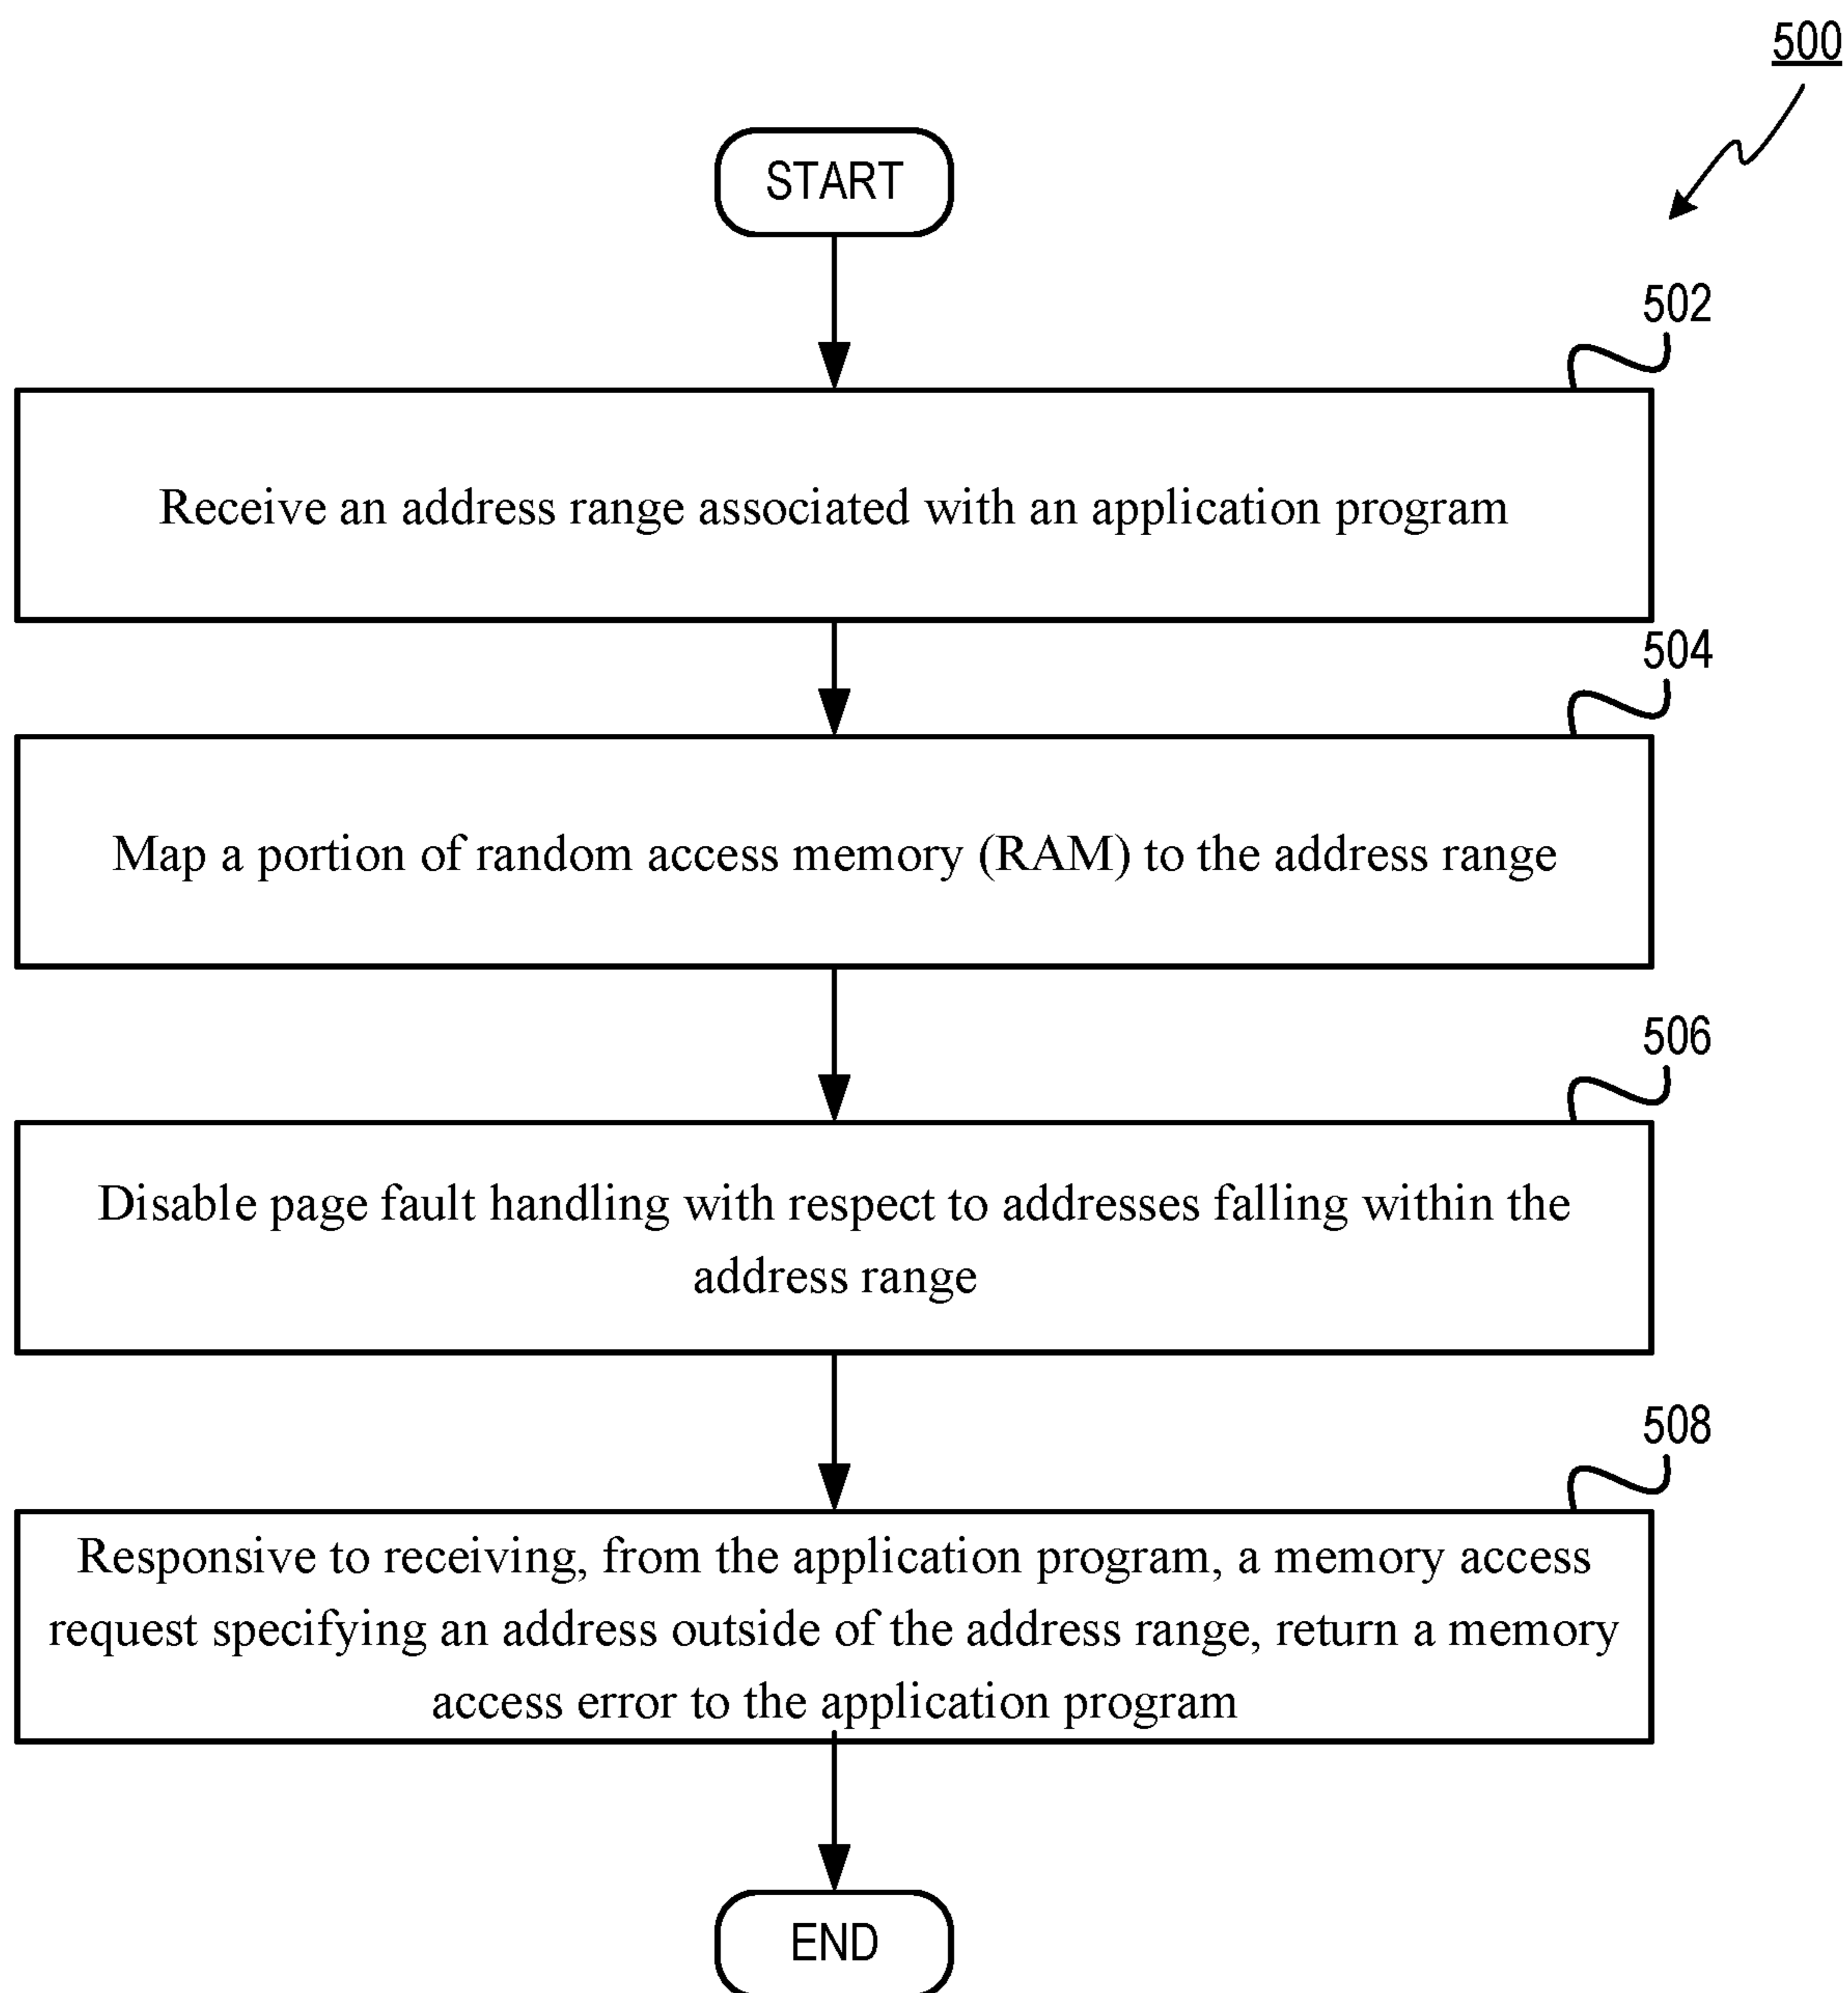 500
START
502
Receive an address range associated with an application program
504
Map a portion of random access memory (RAM) to the address range
506
Disable page fault handling with respect to addresses falling within the
address range
508
Responsive to receiving, from the application program, a memory access
request specifying an address outside of the address range, return a memory
access error to the application program
END